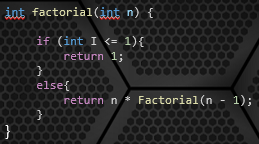 int factorial(int n) {
if (int I <= 1){
return 1;
}
else{
return n * Factorial(n - 1);
}
}